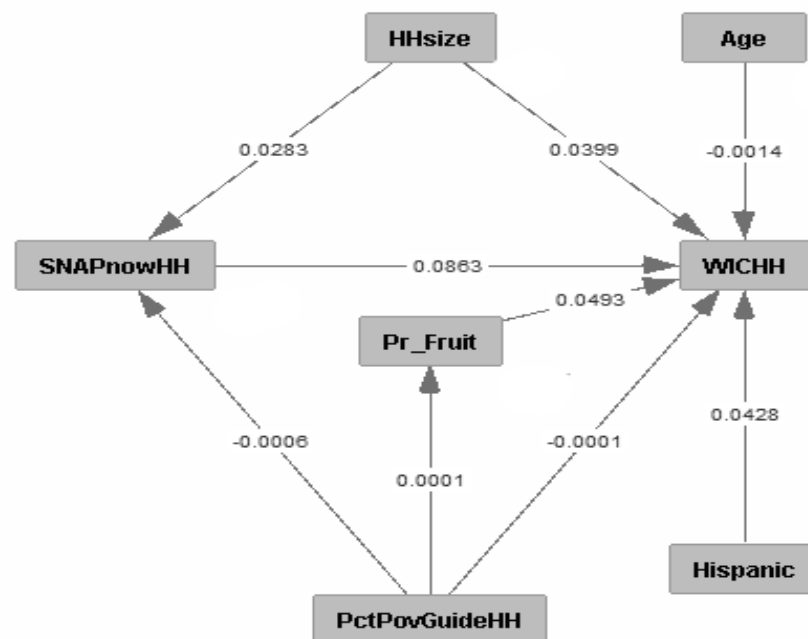 HHsize
Age
0.0283
0.0399
-0.0014
SNAPnowHH
0.0863
WICHH
0.0493
Pr_Fruit
-0.0006
0.0001
-0.0001
0.0428
Hispanic
PctPovGuideHH